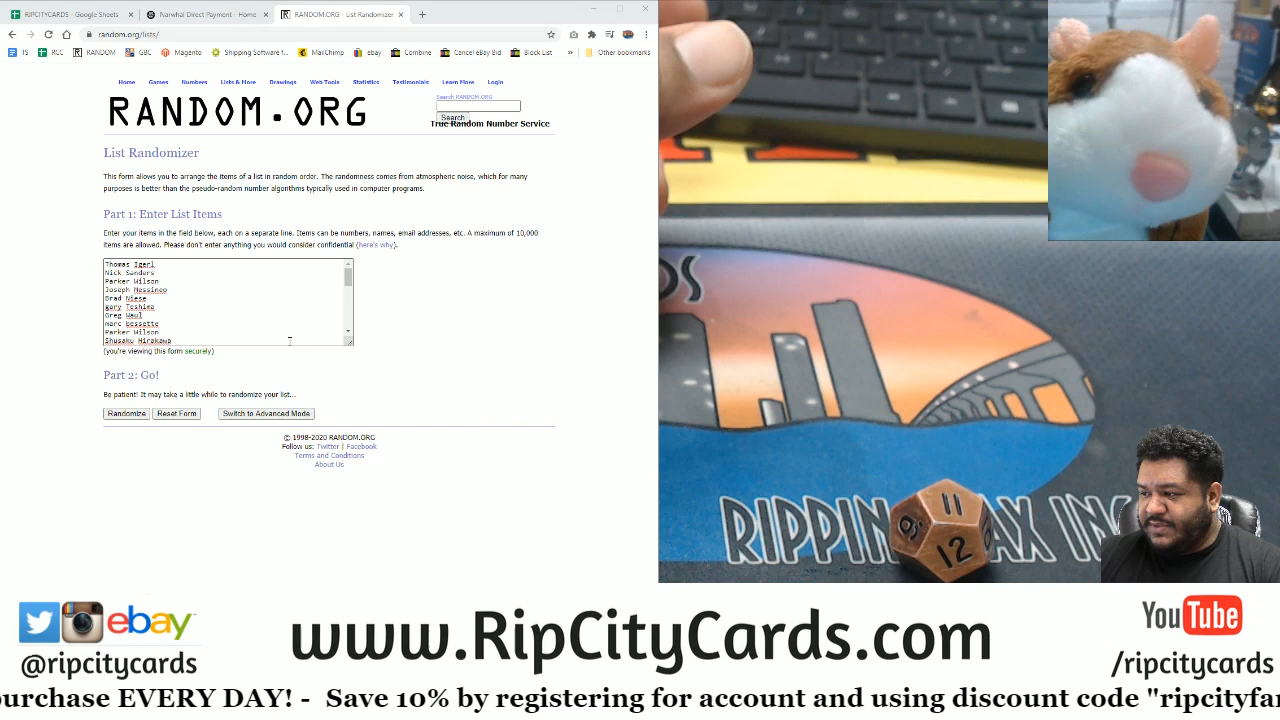 RIPCITYCARDS - Google Sheets
Narwhal Direct Payment - Home
RANDOM.ORG - List Randomizer
random.org/lists/
TS
RCC
RANDOM
GBC
Magento
Shipping Software f...
MailChimp
ebay
Combine
Cancel eBay Bid
Block List
Other bookmarks
Home Games Numbers Lists & More Drawings Web Tools Statistics Testimonials Learn More Login
RANDOM.ORG
Search RANDOM.ORG
Search
True Random Number Service
List Randomizer
This form allows you to arrange the items of a list in random order. The randomness comes from atmospheric noise, which for many
purposes is better than the pseudo-random number algorithms typically used in computer programs.
Part 1: Enter List Items
Enter your items in the field below, each on a separate line. Items can be numbers, names, email addresses, etc. A maximum of 10,000
items are allowed. Please don't enter anything you would consider confidential (here's why).
Thomas Igerl
Nick Sanders
Parker Wilson
Joseph Messineo
Brad Niese
gary Teshima
Greg Waul
marc bessette
Parker Wilson
Shusaku Hirakawa
(you're viewing this form securely)
Part 2: Go!
Be patient! It may take a little while to randomize your list...
Randomize
Reset Form
Switch to Advanced Mode
© 1998-2020 RANDOM.ORG
Follow us: Twitter | Facebook
Terms and Conditions
About Us
11
9.
12
ebay
@ripcitycards
www.RipCityCards.com
YouTube
/ripcitycards
purchase EVERY DAY! - Save 10% by registering for account and using discount code "ripcityfa